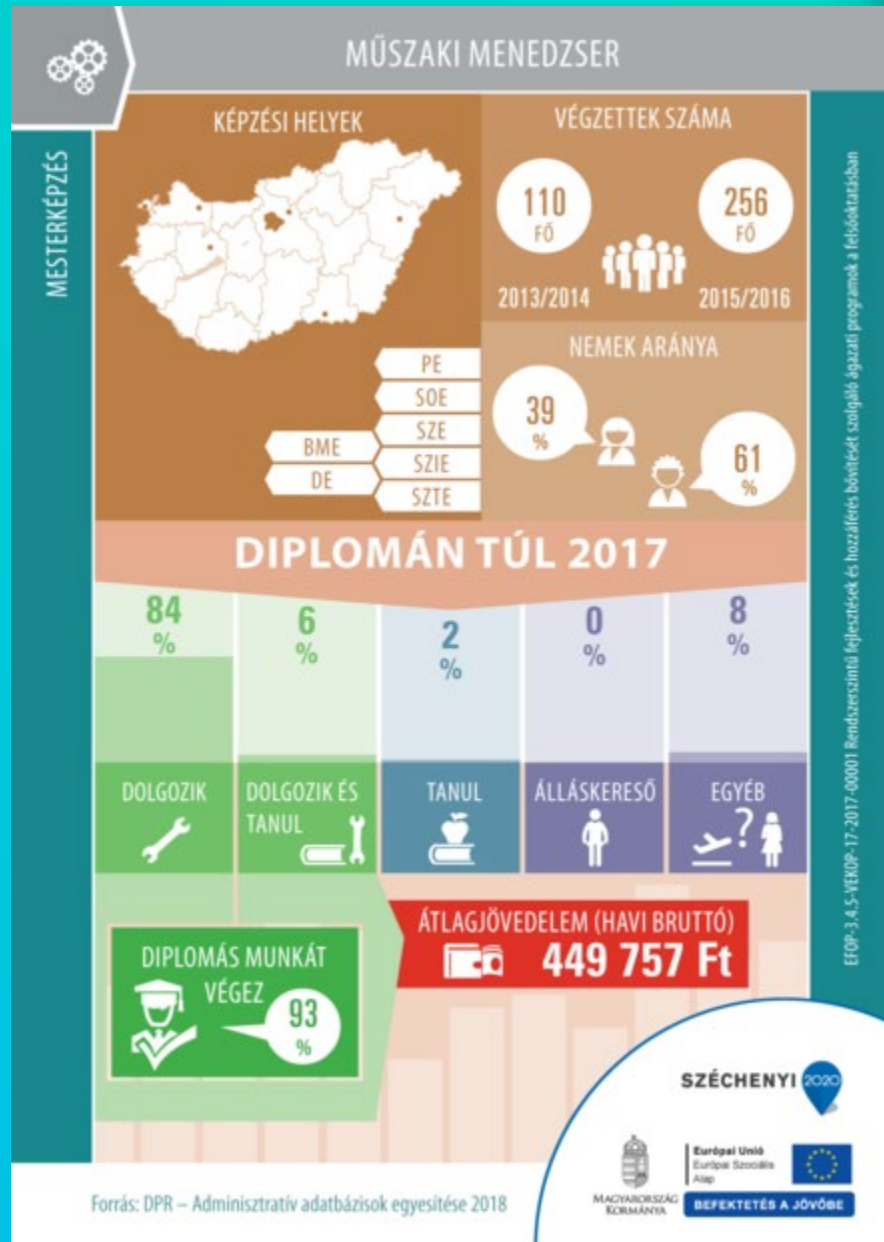 MŰSZAKI MENEDZSER
MESTERKÉPZÉS
KÉPZÉSI HELYEK
PE
SOE
SZE
SZIE
SZTE
BME
DE
VÉGZETTEK SZÁMA
110
FŐ
2013/2014
256
FŐ
2015/2016
NEMEK ARÁNYA
39
%
61
%
DIPLOMÁN TÚL 2017
84
%
6
%
2
%
0
%
8
%
DOLGOZIK
DOLGOZIK ÉS
TANUL
TANUL
ÁLLÁSKERESŐ
EGYÉB
?
DIPLOMÁS MUNKÁT
VÉGEZ
93
%
ÁTLAGJÖVEDELEM (HAVI BRUTTÓ)
449 757 Ft
EFOP-3.4.5-VEKOP-17-2017-00001 Rendszerszintű fejlesztések és hozzáférés bővítését szolgáló ágazati programok a felsőoktatásban
SZÉCHENYI 2020
MAGYARORSZÁG
KORMÁNYA
Európai Unió
Európai Szociális
Alap
BEFEKTETÉS A JÖVŐBE
Forrás: DPR – Adminisztratív adatbázisok egyesítése 2018